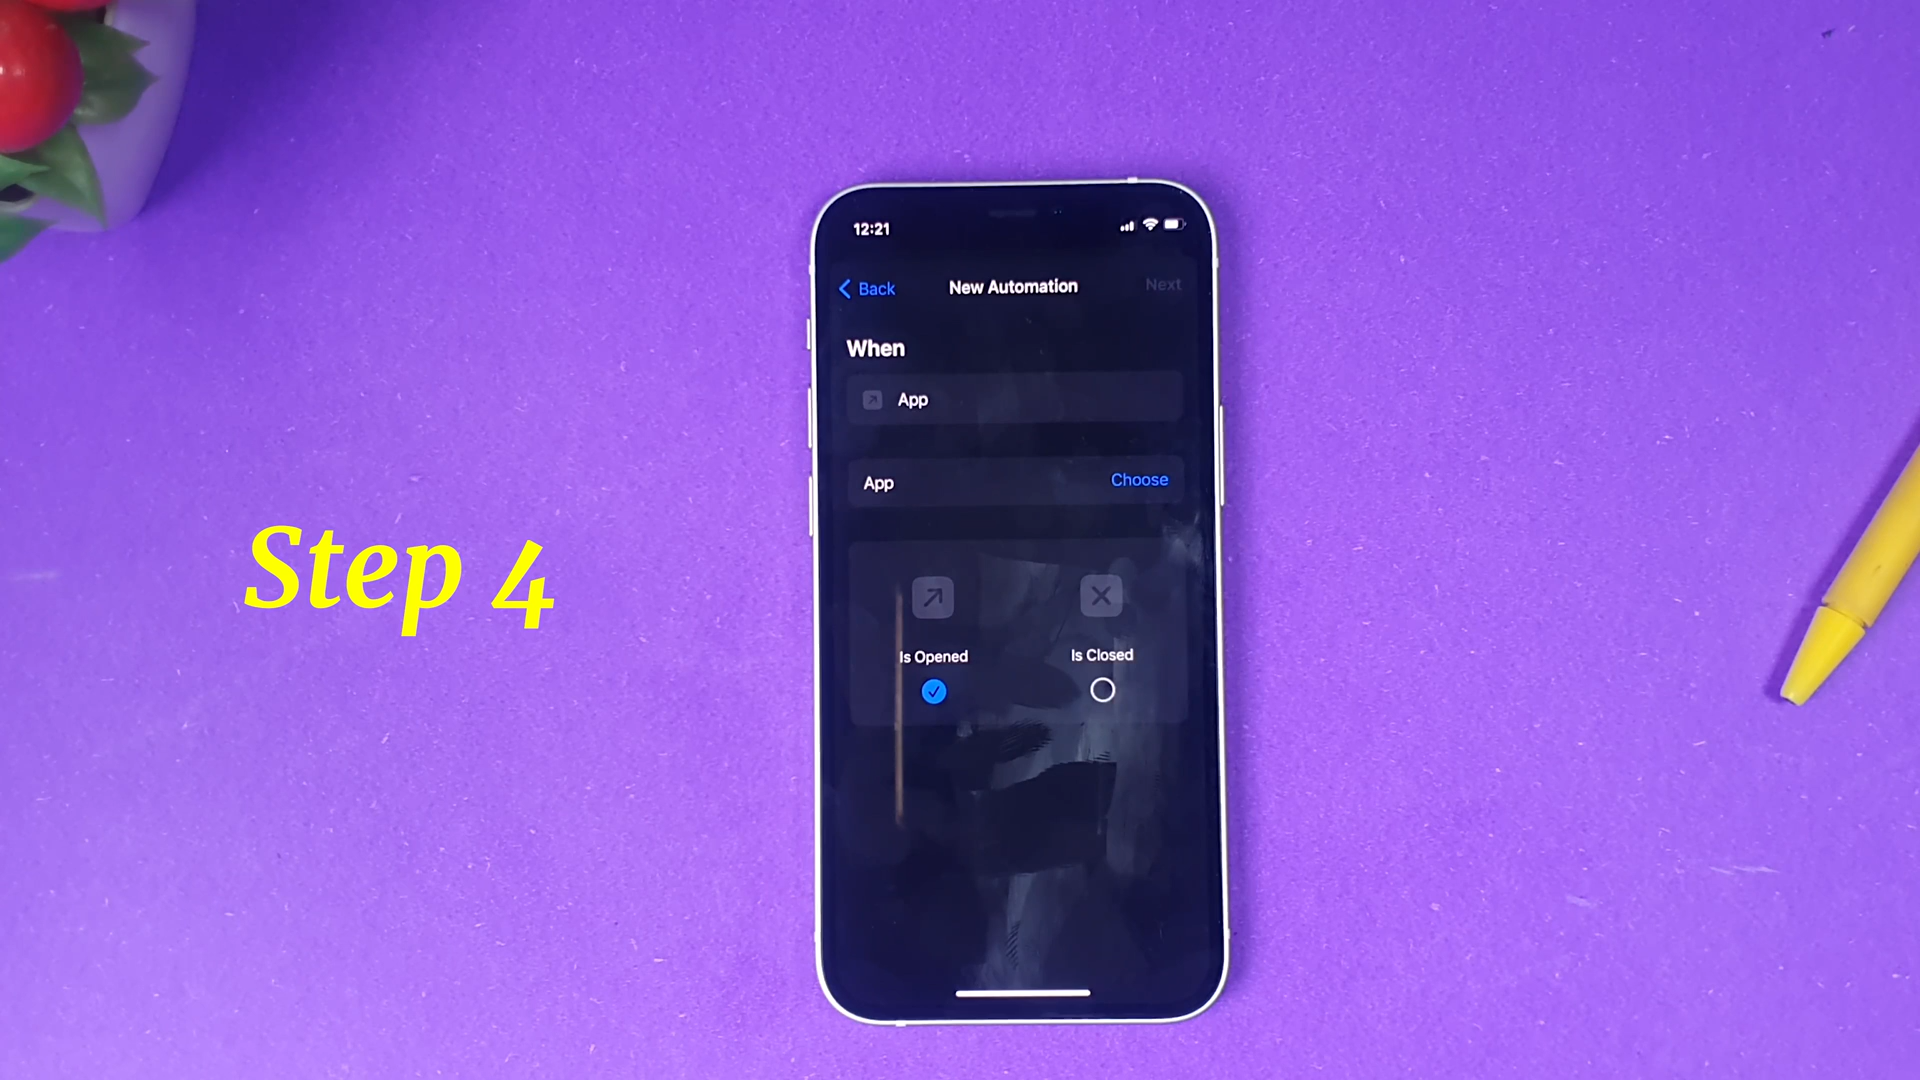 12:21
Back
New Automation
Next
When
App
App
Choose
Step 4
Is Opened
Is Closed